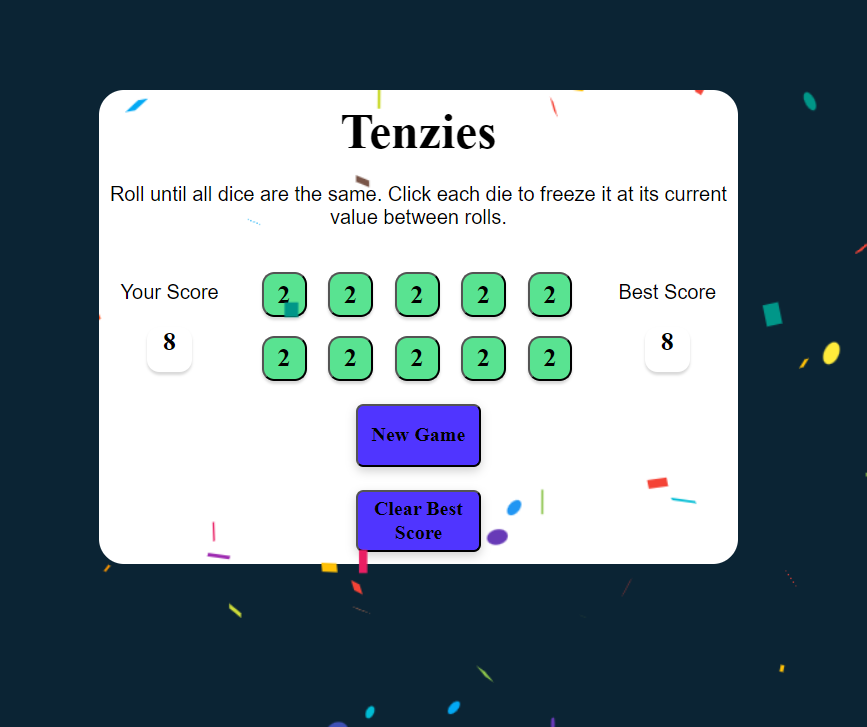 Tenzies
Roll until all dice are the same. Click each die to freeze it at its current
value between rolls.
Your Score
8
2 2 2 2 2
2 2 2 2 2
Best Score
8
New Game
Clear Best
Score